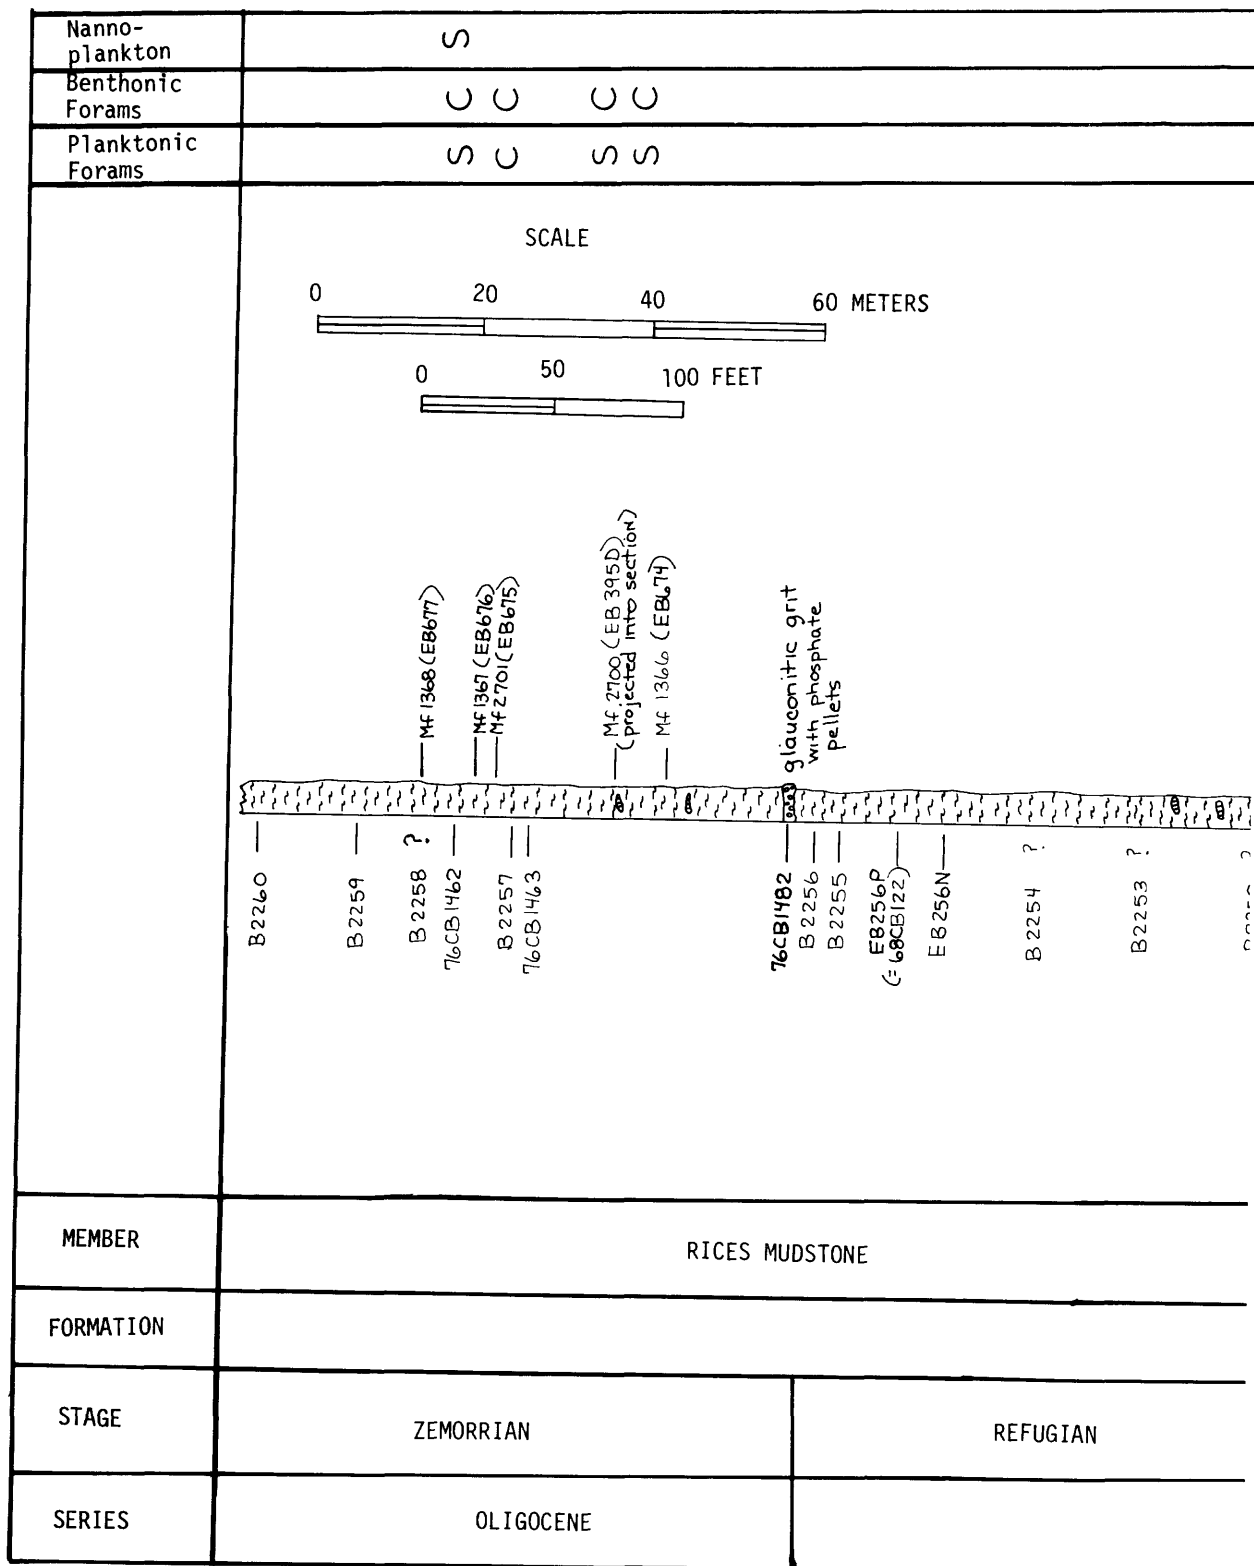 Nanno-
plankton
S
Benthonic
Forams
C C C C
Planktonic
Forams
S C S S
SCALE
0 20 40 60 METERS
0 50 100 FEET
Mf 1368 (EB677)
Mf 1367 (EB676)
Mf 2701 (EB675)
Mf 2700 (EB 395D)
(projected into section)
Mf 1366 (EB674)
glauconitic grit
with phosphate
pellets
B2260
B2259
B2258 ?
76CB1462
B2257
76CB1463
76CB1482
B2256
B2255
EB256P
(= 68CB122)
EB256N
B2254 ?
B2253 ?
?
MEMBER
RICES MUDSTONE
FORMATION
STAGE
ZEMORRIAN
REFUGIAN
SERIES
OLIGOCENE